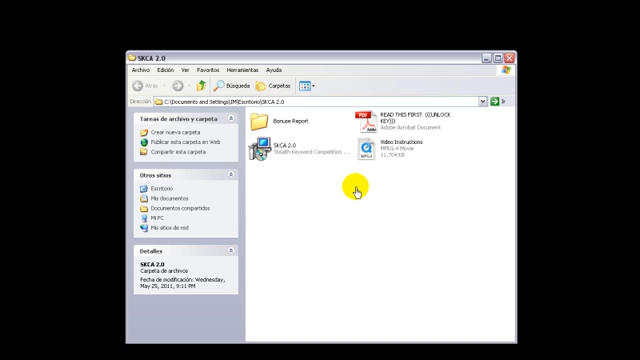 SKCA 2.0
Archivo Edición Ver Favoritos Herramientas Ayuda
Atrás Búsqueda Carpetas
Dirección C:\Documents and Settings\JM\Escritorio\SKCA 2.0 Ir
Tareas de archivo y carpeta
Crear nueva carpeta
Publicar esta carpeta en Web
Compartir esta carpeta
Otros sitios
Escritorio
Mis documentos
Documentos compartidos
Mi PC
Mis sitios de red
Detalles
SKCA 2.0
Carpeta de archivos
Fecha de modificación: Wednesday,
May 25, 2011, 9:11 PM
Bonuse Report
READ THIS FIRST (((UNLOCK
KEY)))
Adobe Acrobat Document
SKCA 2.0
Stealth Keyword Competition ...
Video Instructions
MPEG-4 Movie
11,704 KB